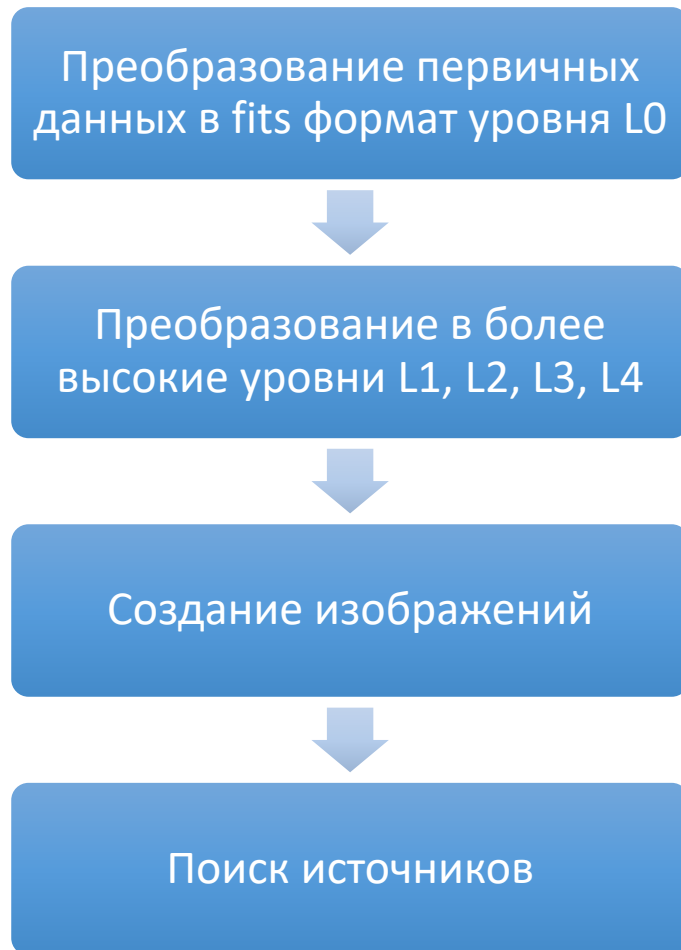 Преобразование первичных
данных в fits формат уровня L0
Преобразование в более
высокие уровни L1, L2, L3, L4
Создание изображений
Поиск источников